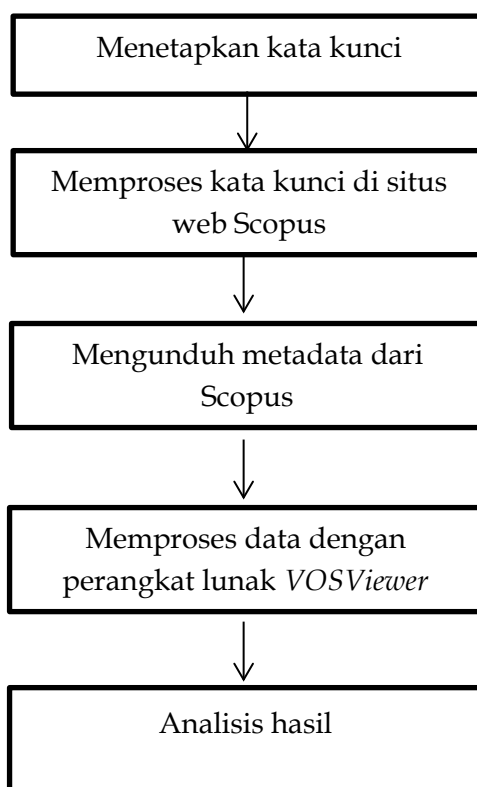 Menetapkan kata kunci
Memproses kata kunci di situs
web Scopus
Mengunduh metadata dari
Scopus
Memproses data dengan
perangkat lunak VOSViewer
Analisis hasil